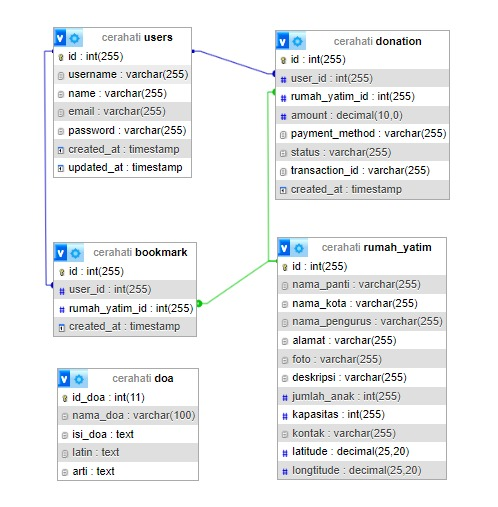 cerahati users
id : int(255)
username : varchar(255)
name : varchar(255)
email : varchar(255)
password : varchar(255)
created_at : timestamp
updated_at : timestamp
cerahati donation
id : int(255)
user_id : int(255)
rumah_yatim_id : int(255)
amount : decimal(10,0)
payment_method : varchar(255)
status : varchar(255)
transaction_id : varchar(255)
created_at : timestamp
cerahati bookmark
id : int(255)
user_id : int(255)
rumah_yatim_id : int(255)
created_at : timestamp
cerahati rumah_yatim
id : int(255)
nama_panti : varchar(255)
nama_kota : varchar(255)
nama_pengurus : varchar(255)
alamat : varchar(255)
foto : varchar(255)
deskripsi : varchar(255)
jumlah_anak : int(255)
kapasitas : int(255)
kontak : varchar(255)
latitude : decimal(25,20)
longtitude : decimal(25,20)
cerahati doa
id_doa : int(11)
nama_doa : varchar(100)
isi_doa : text
latin : text
arti : text